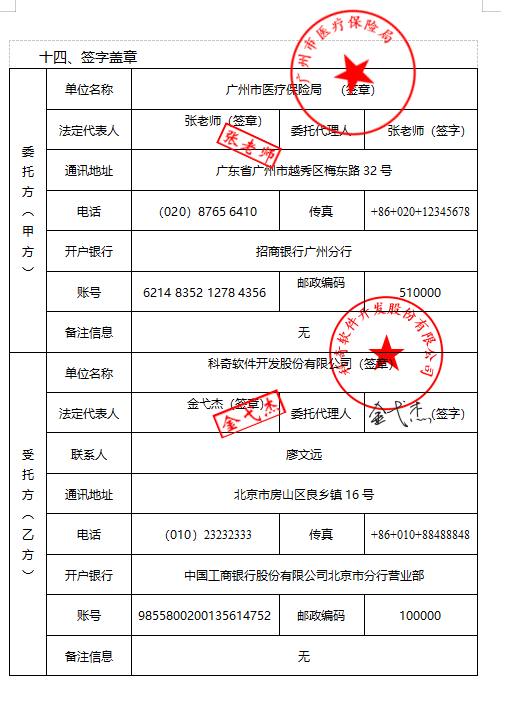 十四、签字盖章
委托方（甲方）
单位名称 广州市医疗保险局 （签章）
广州市医疗保险局
法定代表人 张老师（签章） 委托代理人 张老师（签字）
张老师
通讯地址 广东省广州市越秀区梅东路 32 号
电话 （020）8765 6410 传真 +86+020+12345678
开户银行 招商银行广州分行
账号 6214 8352 1278 4356 邮政编码 510000
备注信息 无
受托方（乙方）
单位名称 科奇软件开发股份有限公司（签章）
科奇软件开发股份有限公司
法定代表人 金弋杰（签章） 委托代理人 金弋杰（签字）
金弋杰
联系人 廖文远
通讯地址 北京市房山区良乡镇 16 号
电话 （010）23232333 传真 +86+010+88488848
开户银行 中国工商银行股份有限公司北京市分行营业部
账号 9855800200135614752 邮政编码 100000
备注信息 无